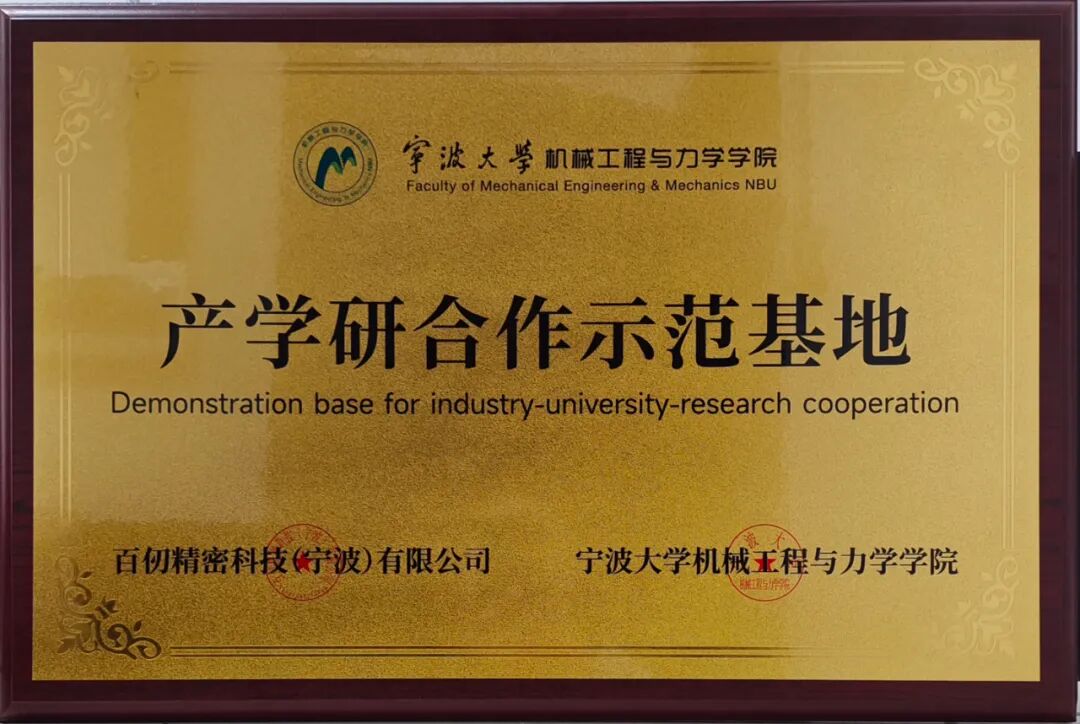 宁波大学 机械工程与力学学院
Faculty of Mechanical Engineering & Mechanics NBU
产学研合作示范基地
Demonstration base for industry-university-research cooperation
百仞精密科技(宁波)有限公司
宁波大学机械工程与力学学院